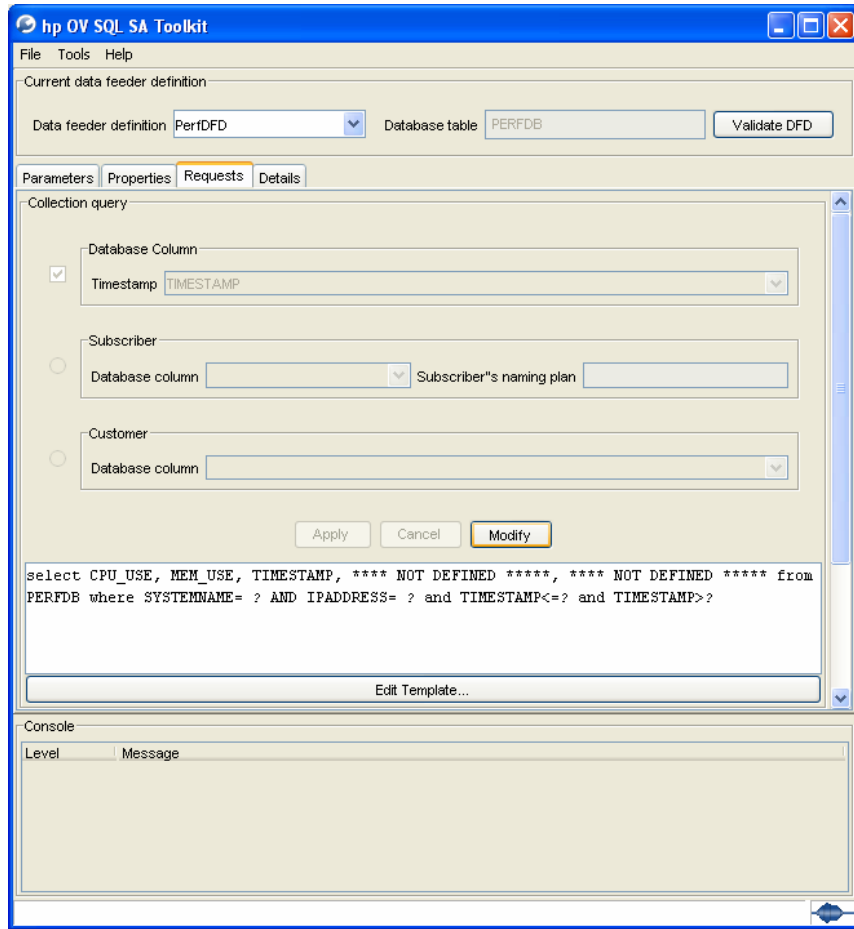 hp OV SQL SA Toolkit
File Tools Help
Current data feeder definition
Data feeder definition PerfDFD Database table PERFDB Validate DFD
Parameters Properties Requests Details
Collection query
Database Column
Timestamp TIMESTAMP
Subscriber
Database column Subscriber"s naming plan
Customer
Database column
Apply Cancel Modify
select CPU_USE, MEM_USE, TIMESTAMP, **** NOT DEFINED *****, **** NOT DEFINED ***** from
PERFDB where SYSTEMNAME= ? AND IPADDRESS= ? and TIMESTAMP<=? and TIMESTAMP>?
Edit Template...
Console
Level Message